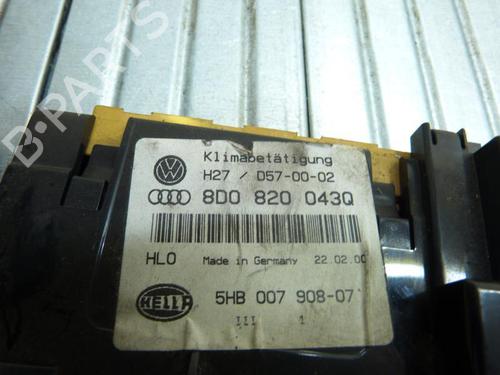 B-PARTS
Klimabetätigung
H27 / D57-00-02
8D0 820 043Q
HLO Made in Germany 22.02.00
HELLA 5HB 007 908-07
III 1